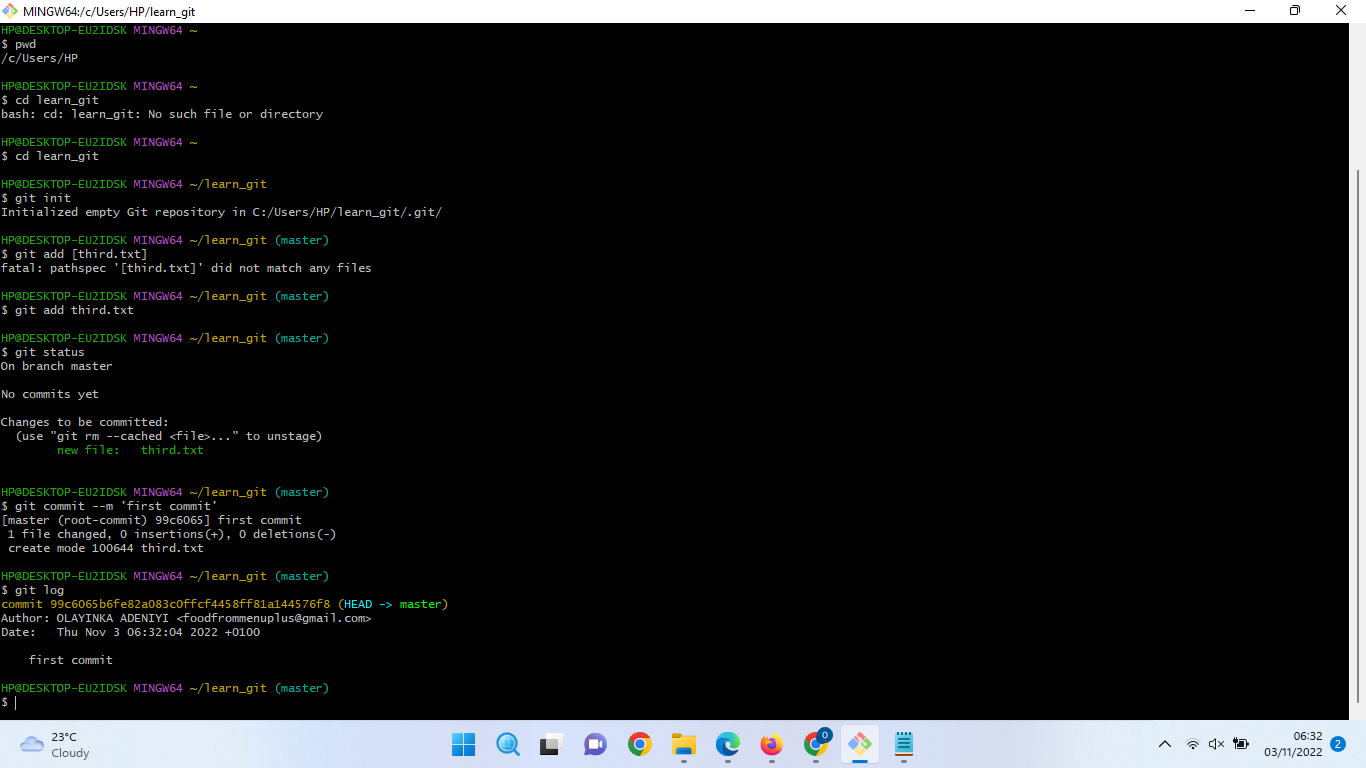 MINGW64:/c/Users/HP/learn_git
HP@DESKTOP-EU2IDSK MINGW64 ~
$ pwd
/c/Users/HP
HP@DESKTOP-EU2IDSK MINGW64 ~
$ cd learn_git
bash: cd: learn_git: No such file or directory
HP@DESKTOP-EU2IDSK MINGW64 ~
$ cd learn_git
HP@DESKTOP-EU2IDSK MINGW64 ~/learn_git
$ git init
Initialized empty Git repository in C:/Users/HP/learn_git/.git/
HP@DESKTOP-EU2IDSK MINGW64 ~/learn_git (master)
$ git add [third.txt]
fatal: pathspec '[third.txt]' did not match any files
HP@DESKTOP-EU2IDSK MINGW64 ~/learn_git (master)
$ git add third.txt
HP@DESKTOP-EU2IDSK MINGW64 ~/learn_git (master)
$ git status
On branch master
No commits yet
Changes to be committed:
  (use "git rm --cached <file>..." to unstage)
        new file:   third.txt
HP@DESKTOP-EU2IDSK MINGW64 ~/learn_git (master)
$ git commit --m 'first commit'
[master (root-commit) 99c6065] first commit
 1 file changed, 0 insertions(+), 0 deletions(-)
 create mode 100644 third.txt
HP@DESKTOP-EU2IDSK MINGW64 ~/learn_git (master)
$ git log
commit 99c6065b6fe82a083c0ffcf4458ff81a144576f8 (HEAD -> master)
Author: OLAYINKA ADENIYI <foodfrommenuplus@gmail.com>
Date:   Thu Nov 3 06:32:04 2022 +0100
    first commit
HP@DESKTOP-EU2IDSK MINGW64 ~/learn_git (master)
$
23°C
Cloudy
0
06:32
03/11/2022
2